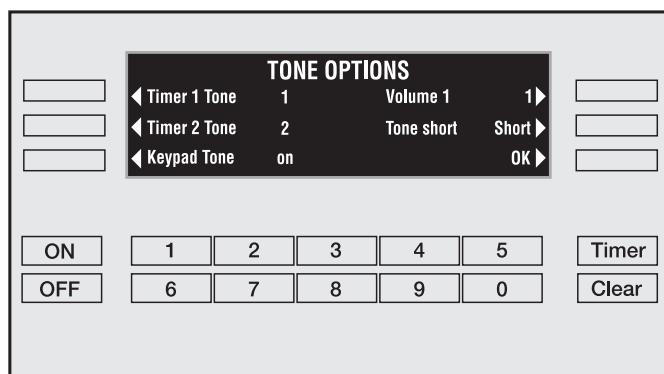 TONE OPTIONS
Timer 1 Tone 1 Volume 1 1
Timer 2 Tone 2 Tone short Short
Keypad Tone on OK
ON 1 2 3 4 5 Timer
OFF 6 7 8 9 0 Clear